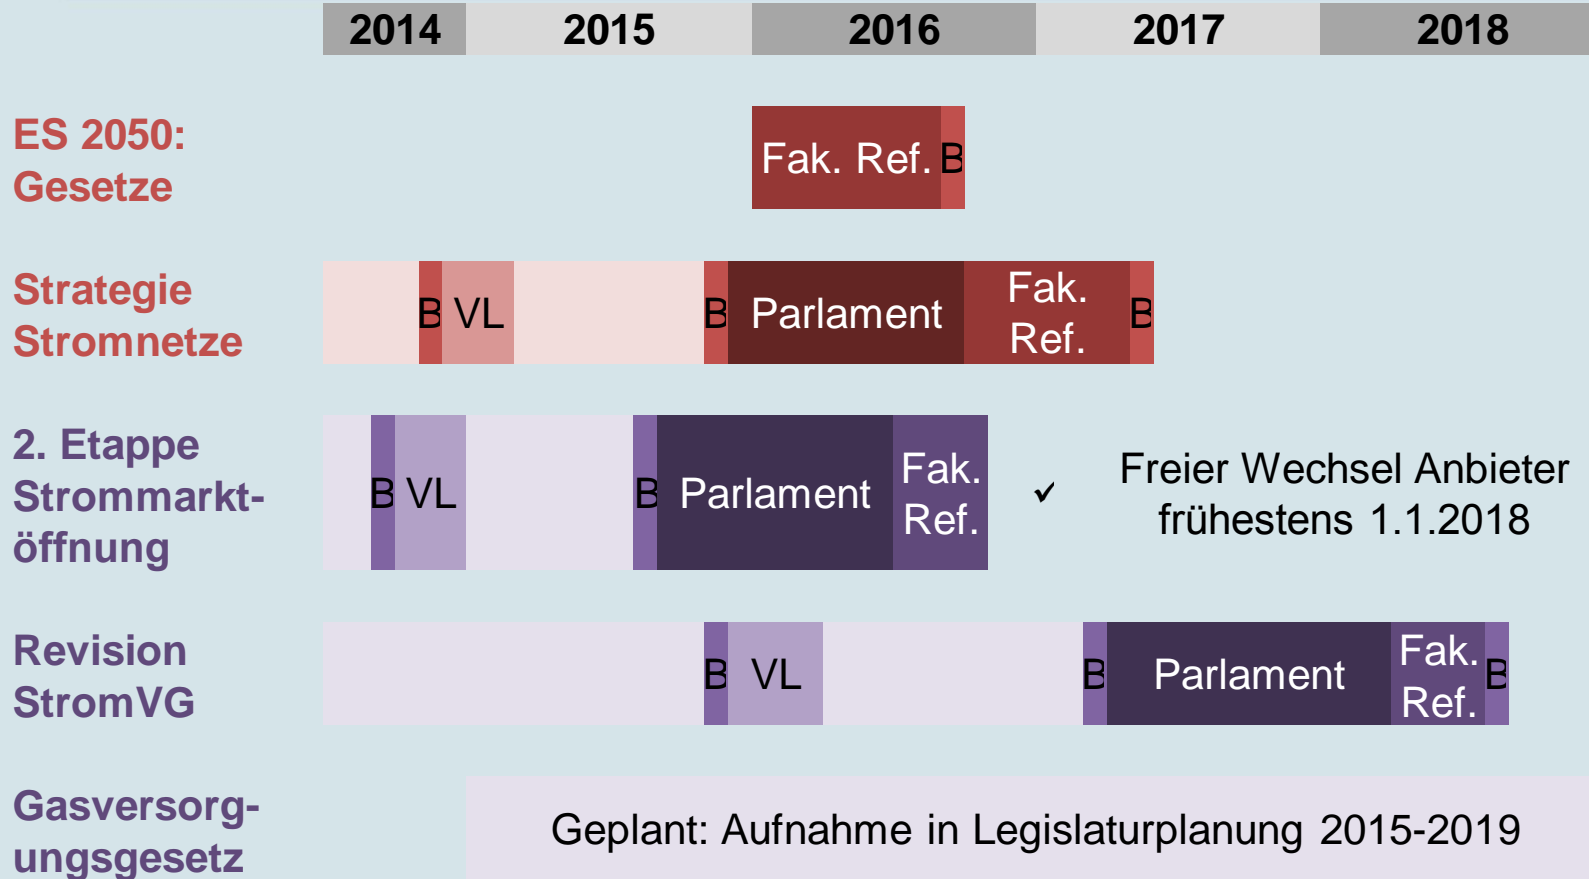 2014 2015 2016 2017 2018
ES 2050:
Gesetze
Fak. Ref. B
Strategie
Stromnetze
B VL B Parlament Fak.
Ref. B
2. Etappe
Strommarkt-
öffnung
B VL B Parlament Fak.
Ref.
✓ Freier Wechsel Anbieter
frühestens 1.1.2018
Revision
StromVG
B VL B Parlament Fak.
Ref. B
Gasversorg-
ungsgesetz
Geplant: Aufnahme in Legislaturplanung 2015-2019